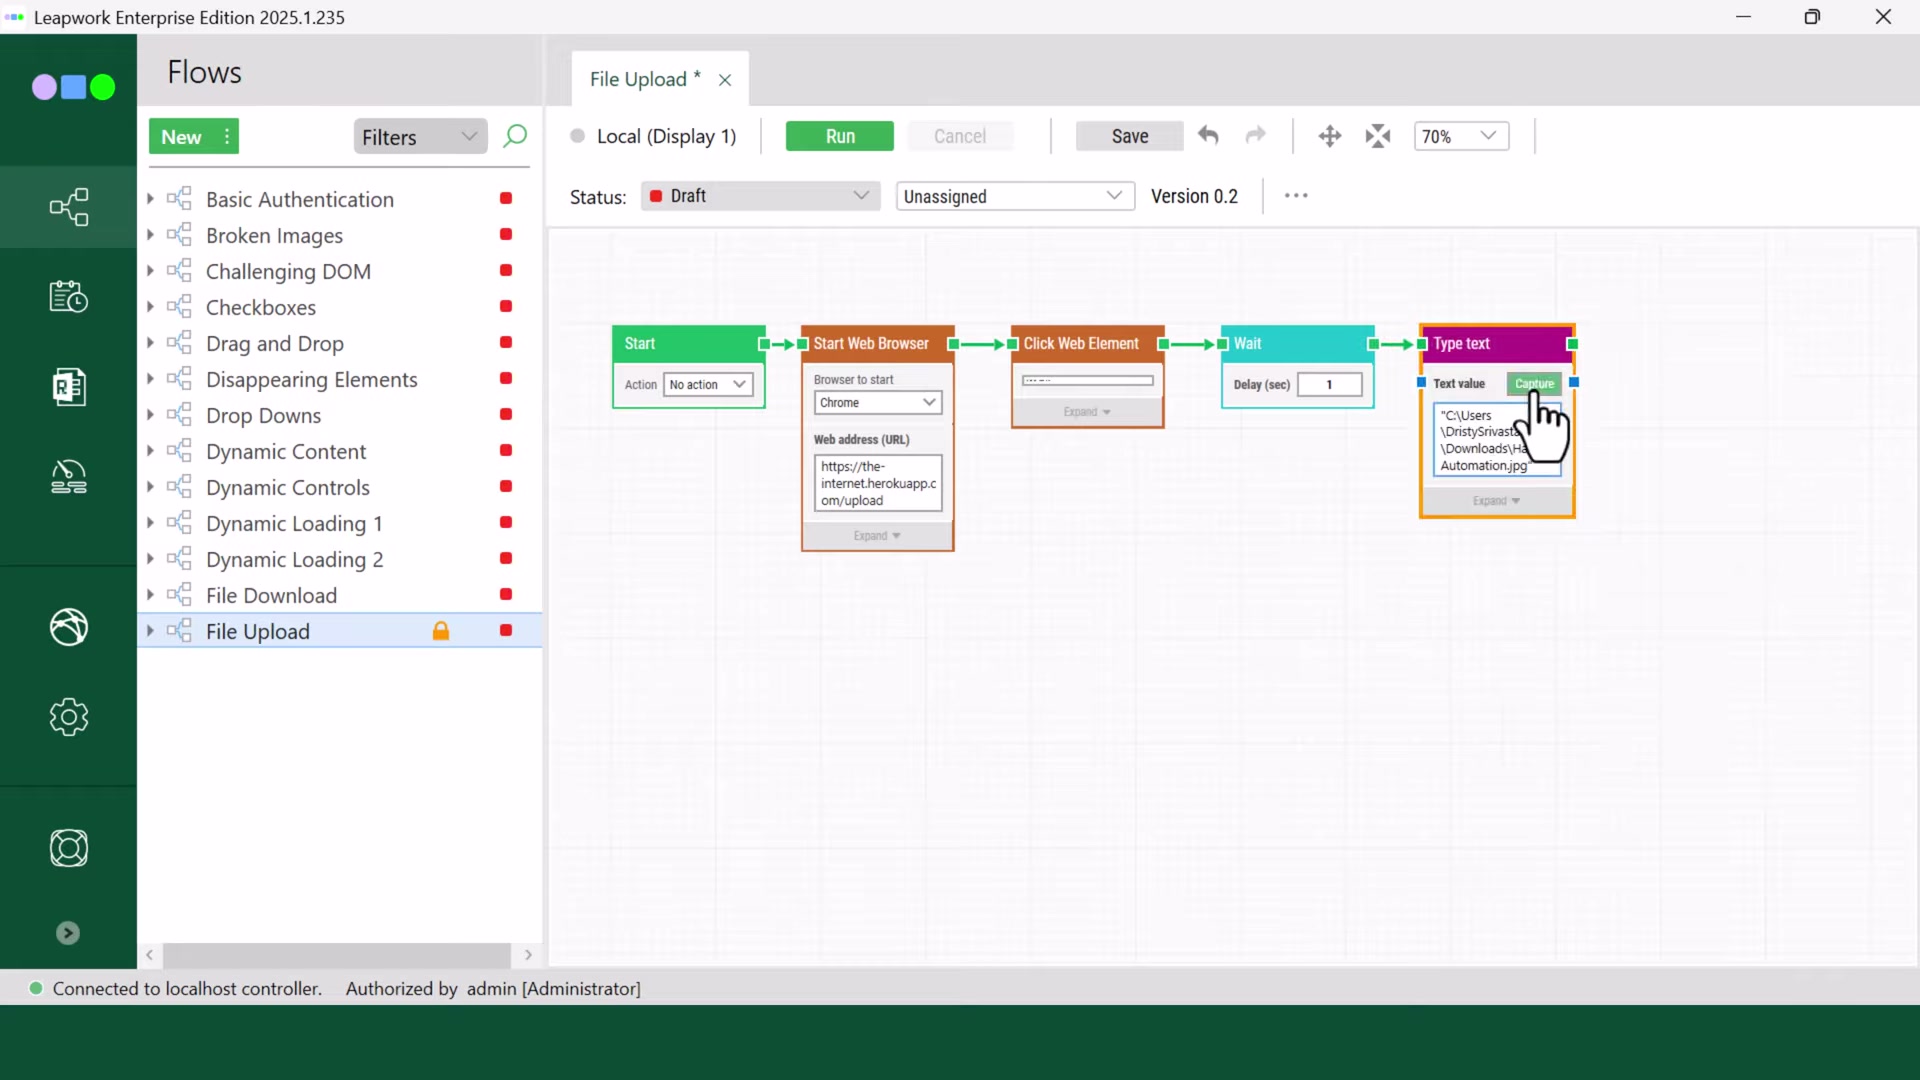 Leapwork Enterprise Edition 2025.1.235
Flows
File Upload *
New
Filters
Local (Display 1)
Run
Cancel
Save
70%
Status:
Draft
Unassigned
Version 0.2
Basic Authentication
Broken Images
Challenging DOM
Checkboxes
Drag and Drop
Disappearing Elements
Drop Downs
Dynamic Content
Dynamic Controls
Dynamic Loading 1
Dynamic Loading 2
File Download
File Upload
Start
Action
No action
Start Web Browser
Browser to start
Chrome
Web address (URL)
https://the-
internet.herokuapp.c
om/upload
Expand
Click Web Element
Expand
Wait
Delay (sec)
1
Type text
Text value
Capture
"C:\Users
\Downloads\
Automation.jpg"
Expand
Connected to localhost controller.
Authorized by admin [Administrator]